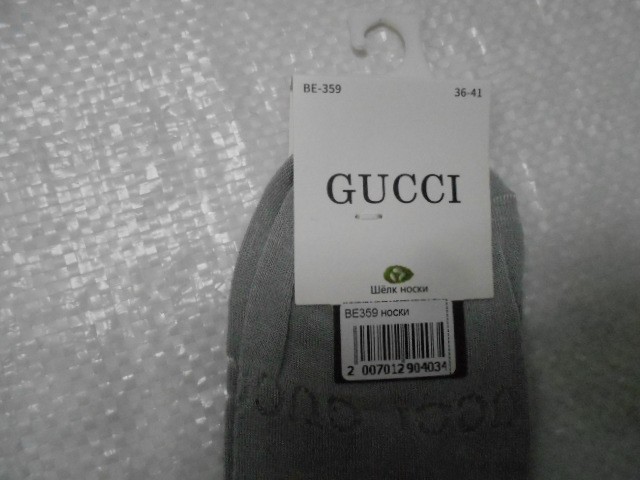 BE-359 36-41
GUCCI
Шёлк носки
BE359 носки
2 007012 904034